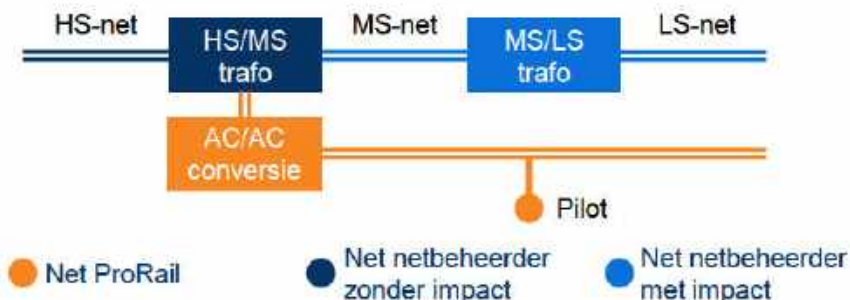 HS-net
HS/MS
trafo
MS-net
MS/LS
trafo
LS-net
AC/AC
conversie
Pilot
Net ProRail
Net netbeheerder
zonder impact
Net netbeheerder
met impact